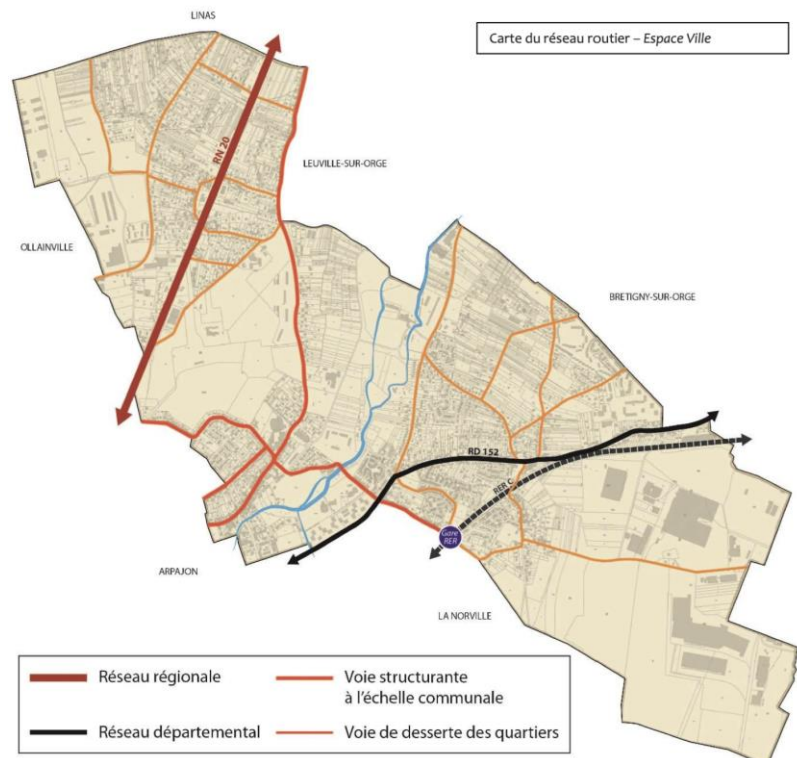 LINAS
Carte du réseau routier – Espace Ville
RN 20
LEUVILLE-SUR-ORGE
OLLAINVILLE
BRETIGNY-SUR-ORGE
RD 152
RER C
Gare
RER
ARPAJON
LA NORVILLE
Réseau régionale
Voie structurante
à l'échelle communale
Réseau départemental
Voie de desserte des quartiers